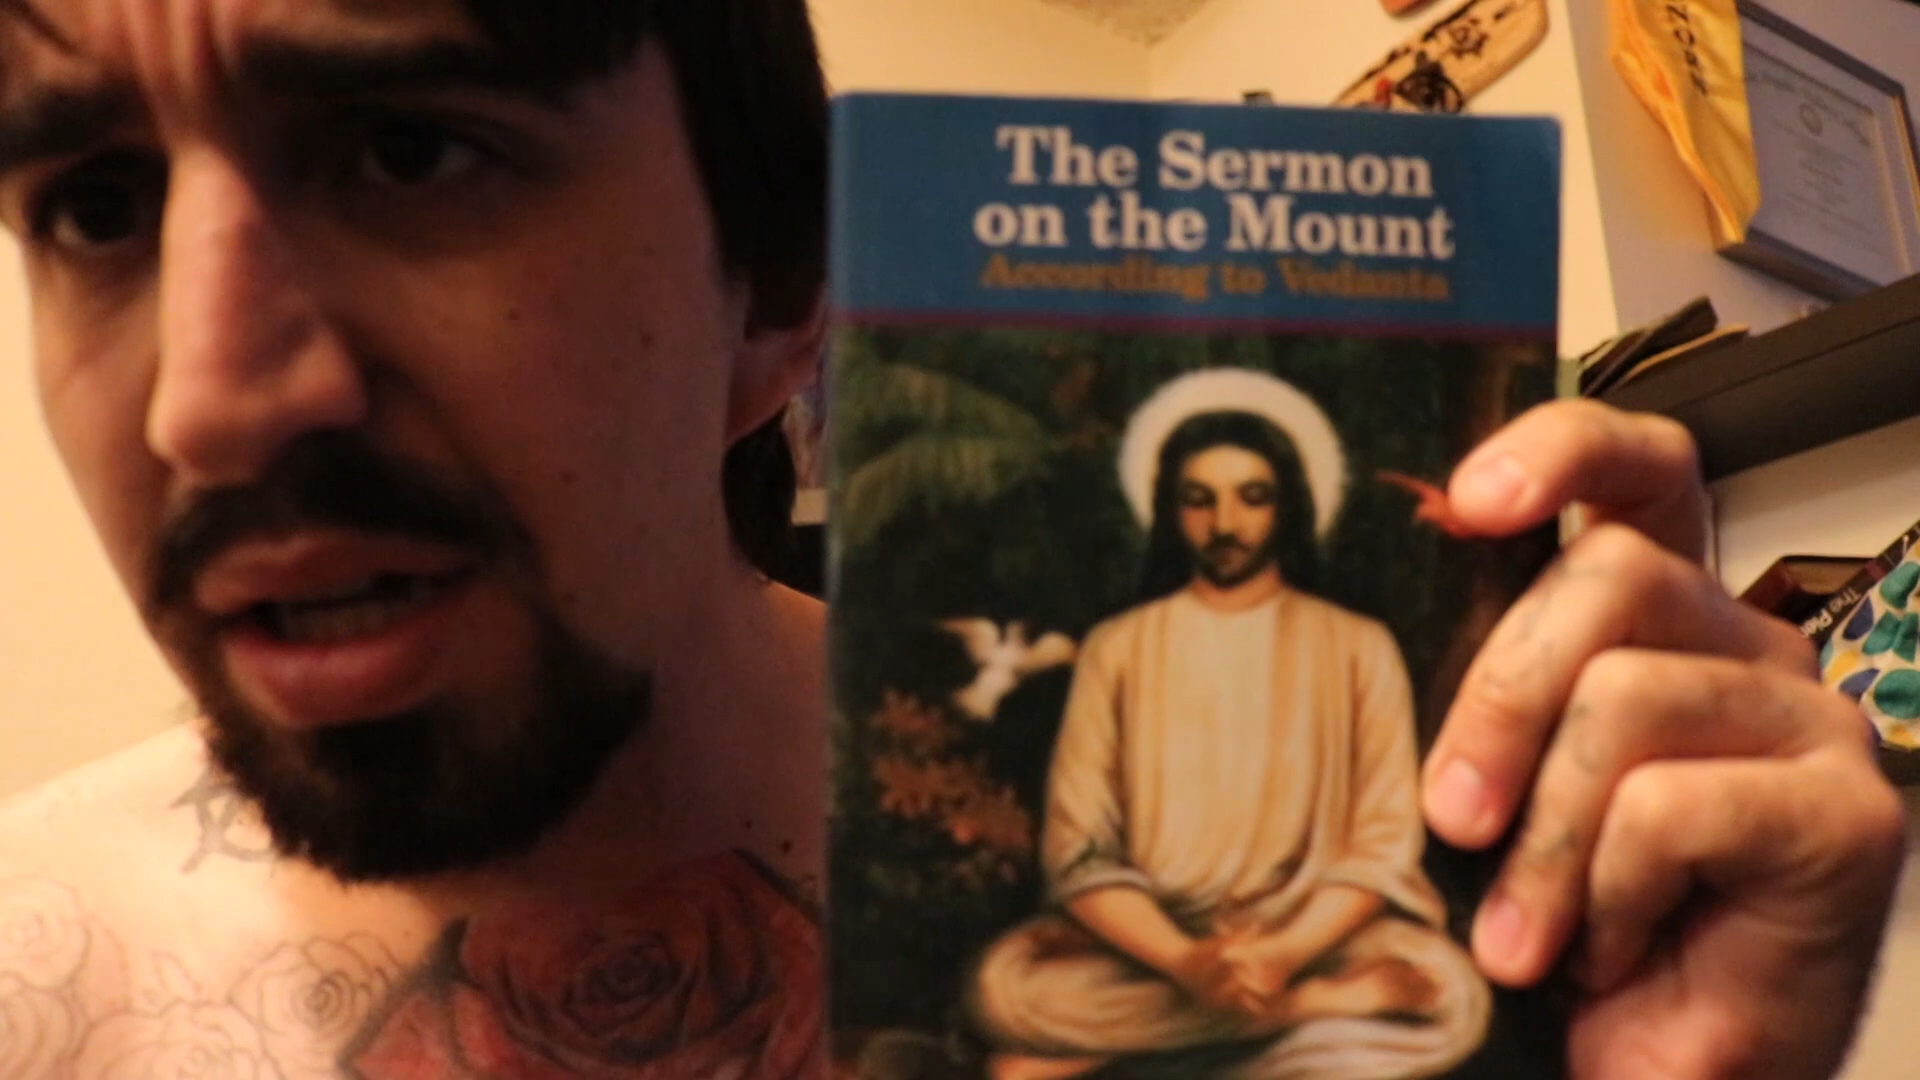 The Sermon
on the Mount
According to Vedanta